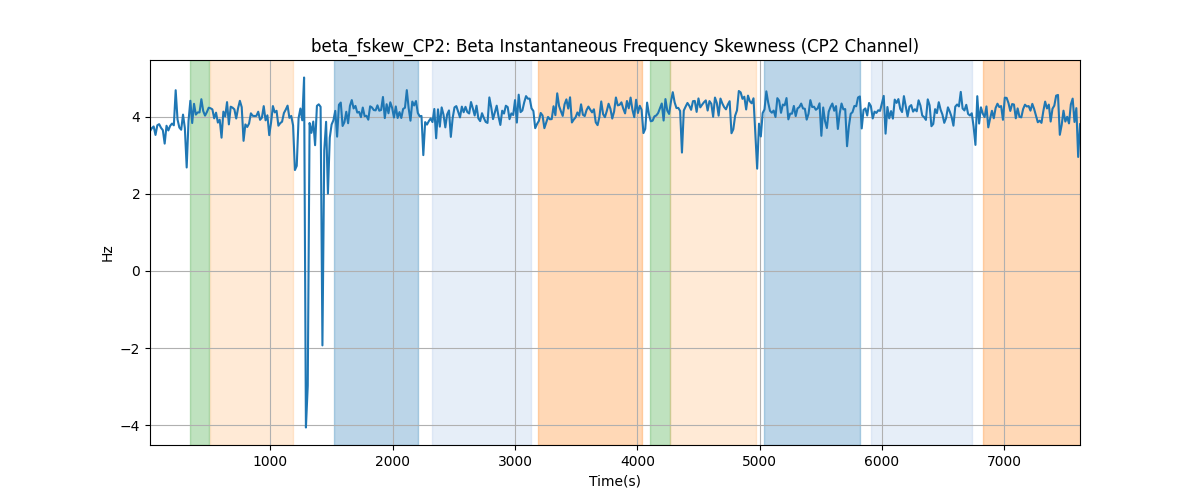 beta_fskew_CP2: Beta Instantaneous Frequency Skewness (CP2 Channel)
Hz
4
2
0
−2
−4
1000 2000 3000 4000 5000 6000 7000
Time(s)